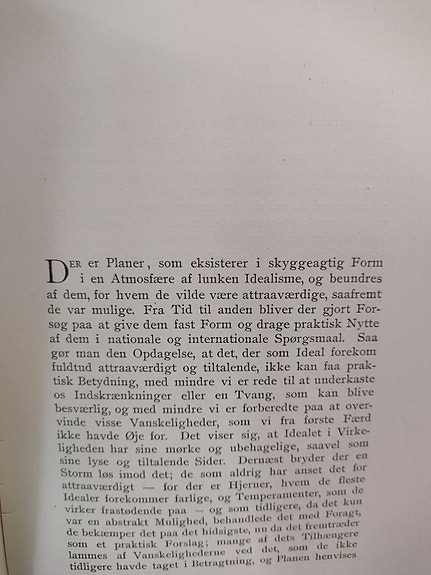 DER er Planer, som eksisterer i skyggeagtig Form
i en Atmosfære af lunken Idealisme, og beundres
af dem, for hvem de vilde være attraaværdige, saafremt
de var mulige. Fra Tid til anden bliver der gjort For-
søg paa at give dem fast Form og drage praktisk Nytte
af dem i nationale og internationale Spørgsmaal. Saa
gør man den Opdagelse, at det, der som Ideal forekom
fuldtud attraaværdigt og tiltalende, ikke kan faa prak-
tisk Betydning, med mindre vi er rede til at underkaste
os Indskrænkninger eller en Tvang, som kan blive
besværlig, og med mindre vi er forberedte paa at over-
vinde visse Vanskeligheder, som vi fra første Færd
ikke havde Øje for. Det viser sig, at Idealet i Virke-
ligheden har sine mørke og ubehagelige, saavel som
sine lyse og tiltalende Sider. Dernæst bryder der en
Storm løs imod det; de som aldrig har anset det for
attraaværdigt — for der er Hjerner, hvem de fleste
Idealer forekommer farlige, og Temperamenter, som de
virker frastødende paa — og som tidligere, da det kun
var en abstrakt Mulighed, behandlede det med Foragt,
de bekæmper det paa det hidsigste, nu da det fremtræder
som et praktisk Forslag; mange af dets Tilhængere
lammes af Vanskelighederne ved det, som de ikke
tidligere havde taget i Betragtning, og Planen henvises